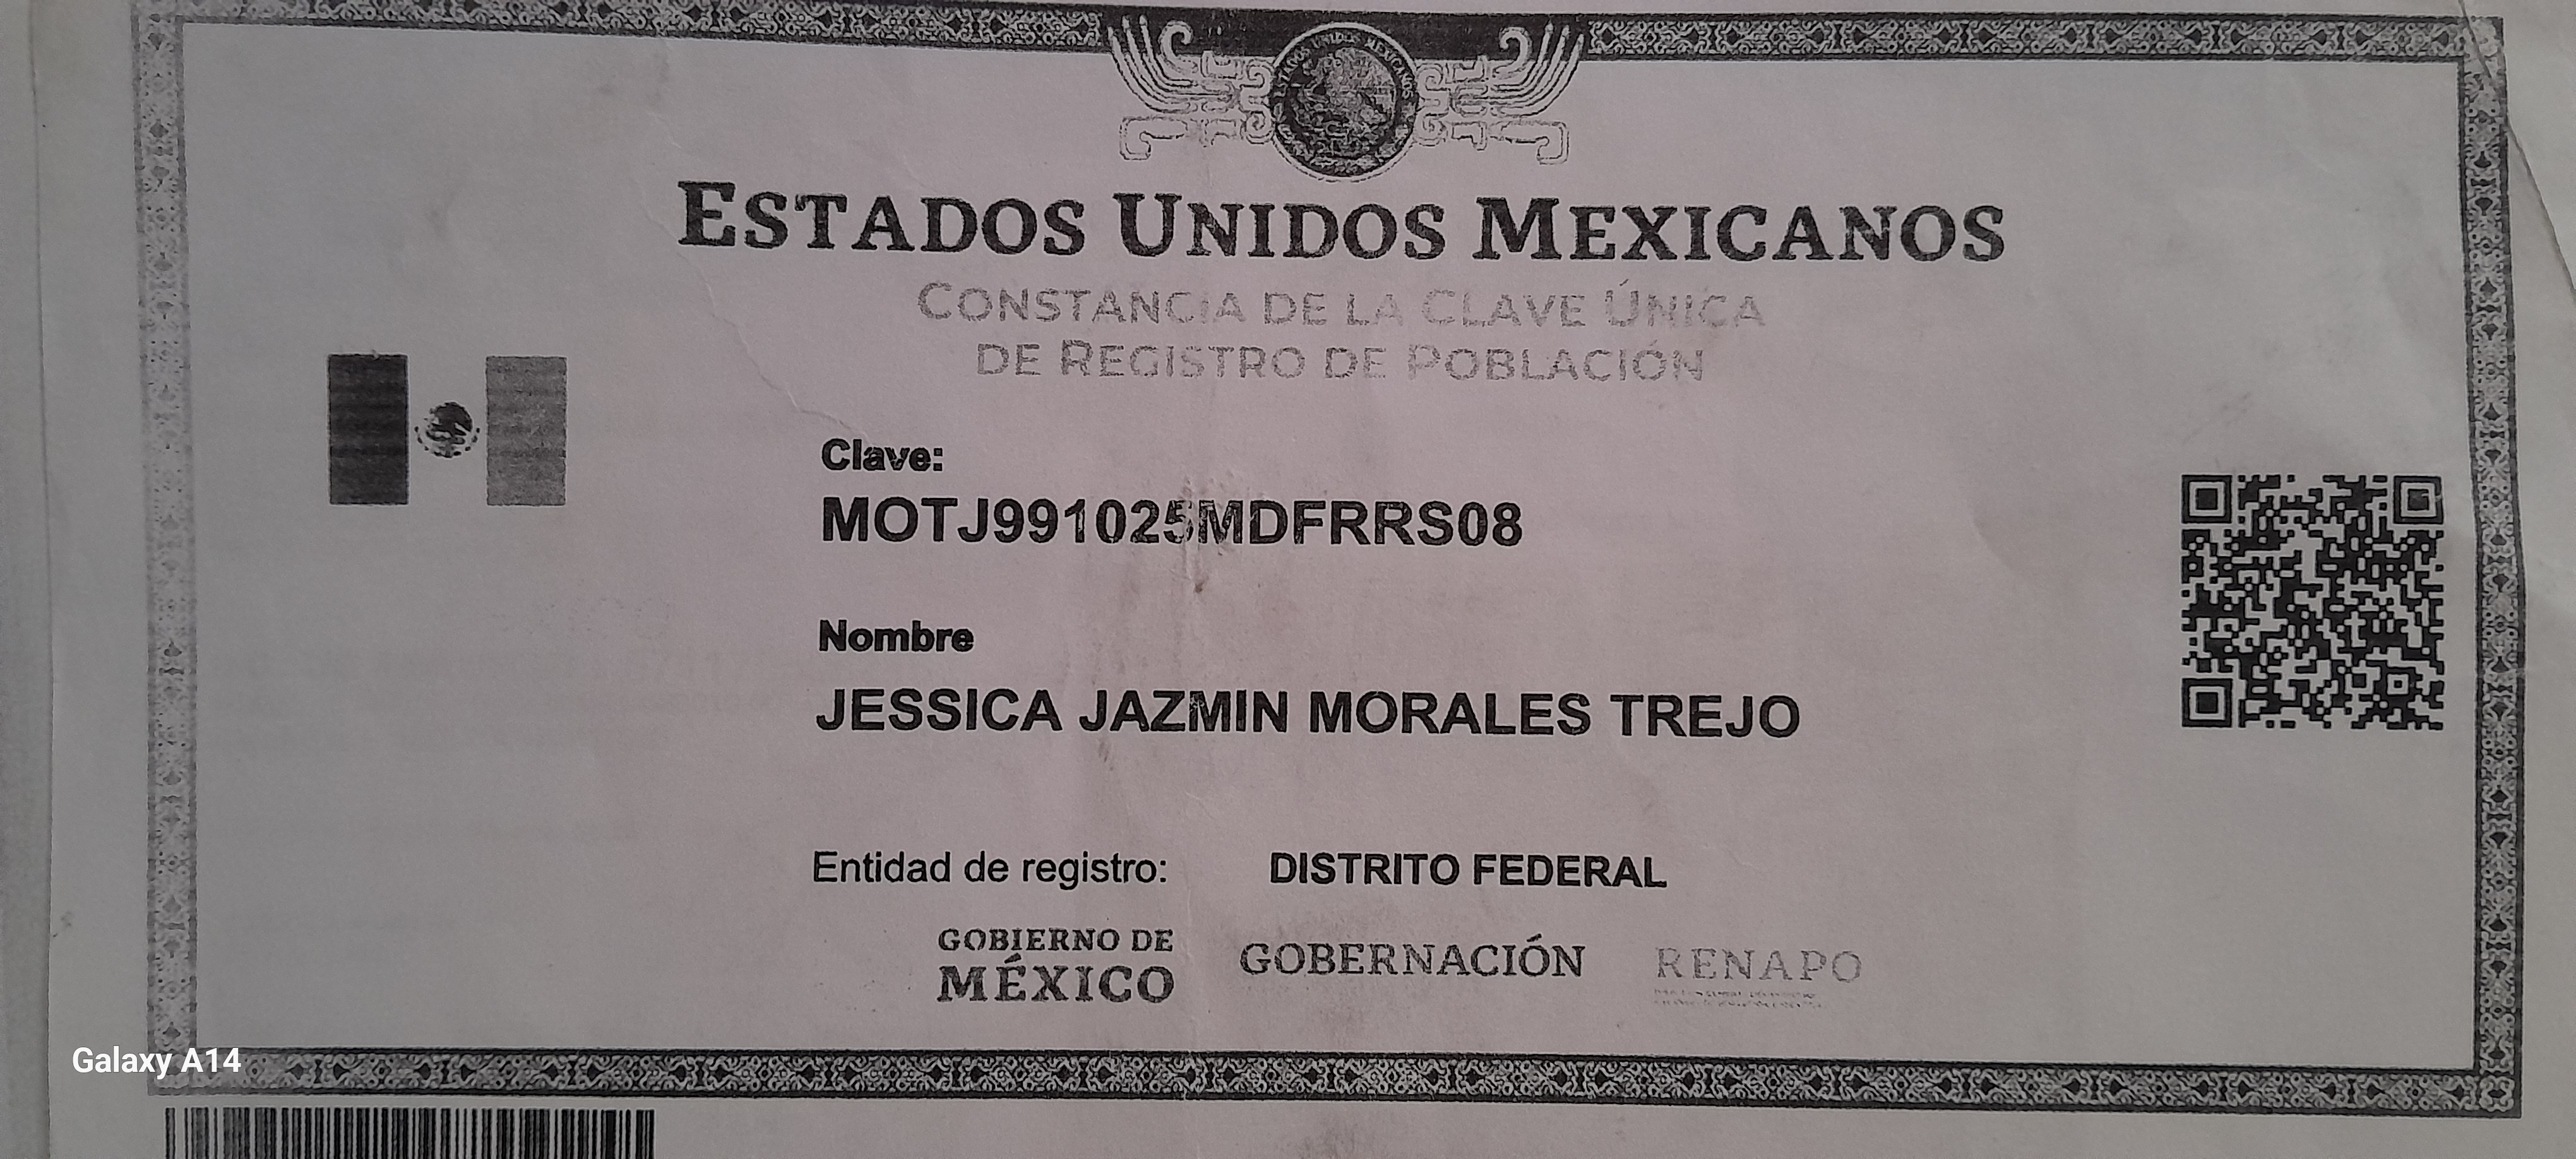 ESTADOS UNIDOS MEXICANOS
CONSTANCIA DE LA CLAVE ÚNICA
DE REGISTRO DE POBLACIÓN
Clave:
MOTJ991025MDFRRS08
Nombre
JESSICA JAZMIN MORALES TREJO
Entidad de registro: DISTRITO FEDERAL
GOBIERNO DE
MÉXICO
GOBERNACIÓN
RENAPO
Galaxy A14